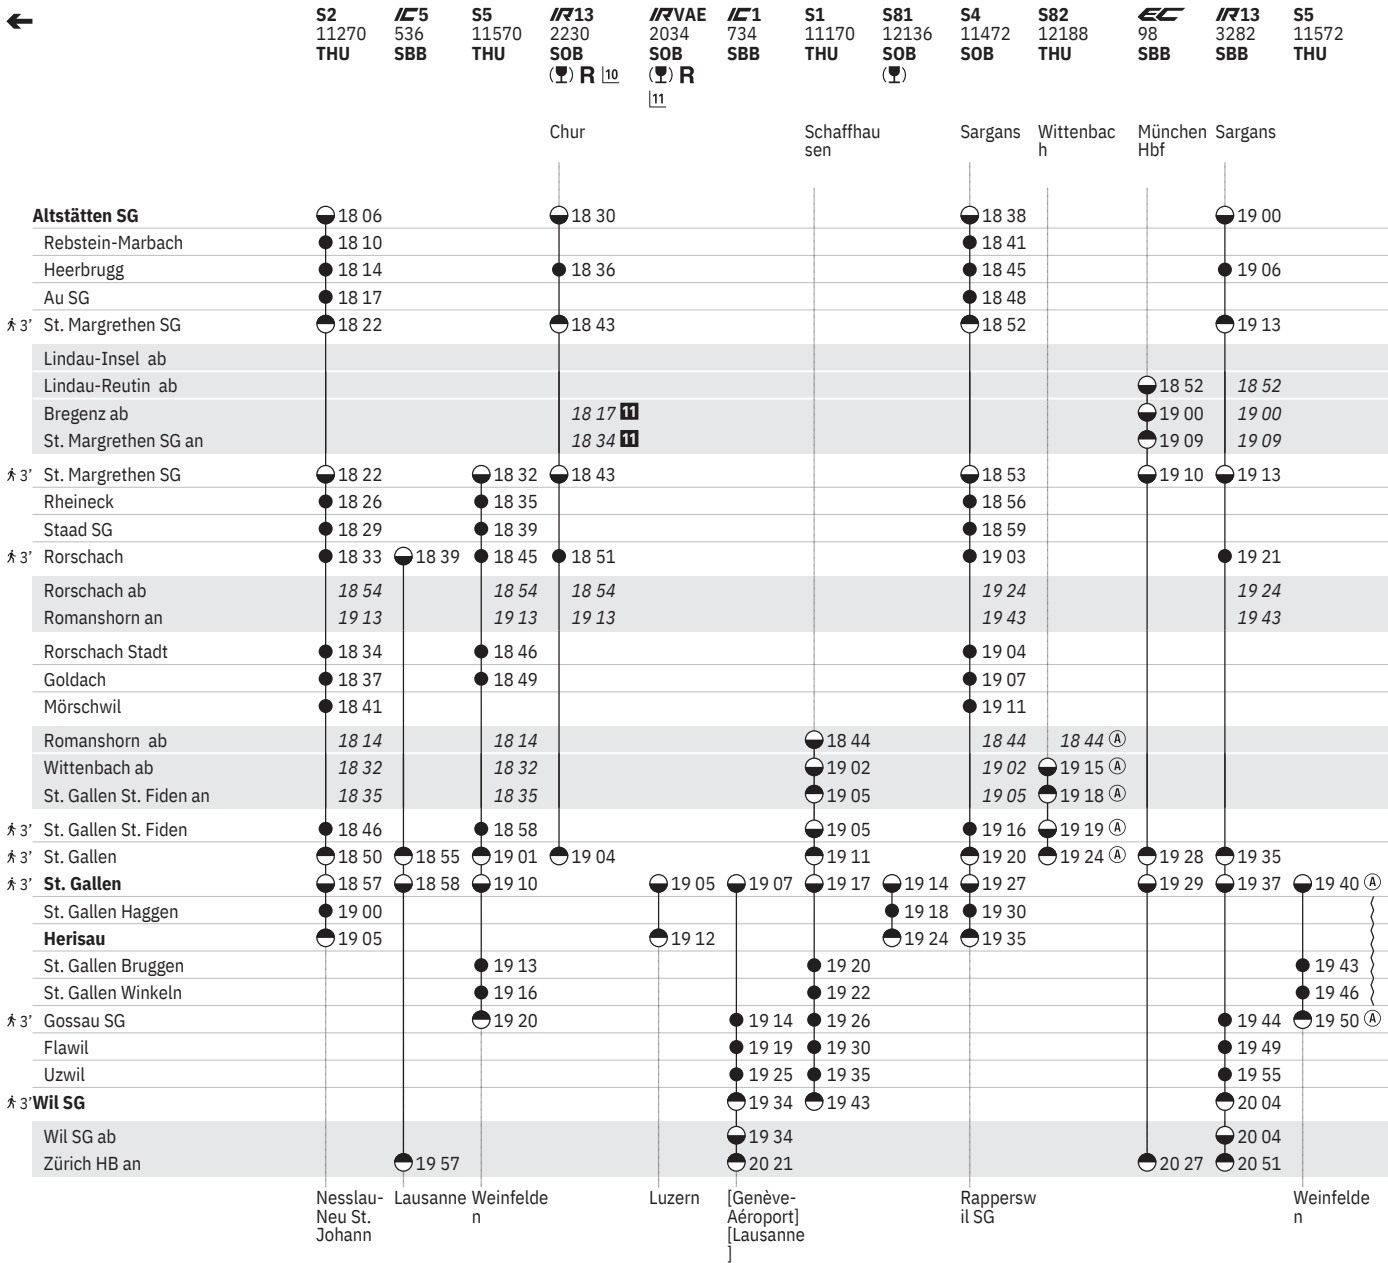 S2 IC5 S5 IR13 IRVAE IC1 S1 S81 S4 S82 EC IR13 S5
11270 536 11570 2230 2034 734 11170 12136 11472 12188 98 3282 11572
THU SBB THU SOB SOB SBB THU SOB SOB THU SBB SBB THU
R 10 R
11
Chur Schaffhau Sargans Wittenbac München Sargans
sen h Hbf
Altstätten SG 18 06 18 30 18 38 19 00
Rebstein-Marbach 18 10 18 41
Heerbrugg 18 14 18 36 18 45 19 06
Au SG 18 17 18 48
3’ St. Margrethen SG 18 22 18 43 18 52 19 13
Lindau-Insel ab
Lindau-Reutin ab 18 52 18 52
Bregenz ab 18 17 11 19 00 19 00
St. Margrethen SG an 18 34 11 19 09 19 09
3’ St. Margrethen SG 18 22 18 32 18 43 18 53 19 10 19 13
Rheineck 18 26 18 35 18 56
Staad SG 18 29 18 39 18 59
3’ Rorschach 18 33 18 39 18 45 18 51 19 03 19 21
Rorschach ab 18 54 18 54 18 54 19 24 19 24
Romanshorn an 19 13 19 13 19 13 19 43 19 43
Rorschach Stadt 18 34 18 46 19 04
Goldach 18 37 18 49 19 07
Mörschwil 18 41 19 11
Romanshorn ab 18 14 18 14 18 44 18 44 18 44 A
Wittenbach ab 18 32 18 32 19 02 19 02 19 15 A
St. Gallen St. Fiden an 18 35 18 35 19 05 19 05 19 18 A
3’ St. Gallen St. Fiden 18 46 18 58 19 05 19 16 19 19 A
3’ St. Gallen 18 50 18 55 19 01 19 04 19 11 19 20 19 24 A 19 28 19 35
3’ St. Gallen 18 57 18 58 19 10 19 05 19 07 19 17 19 14 19 27 19 29 19 37 19 40 A
St. Gallen Haggen 19 00 19 18 19 30
Herisau 19 05 19 12 19 24 19 35
St. Gallen Bruggen 19 13 19 20 19 43
St. Gallen Winkeln 19 16 19 22 19 46
3’ Gossau SG 19 20 19 14 19 26 19 44 19 50 A
Flawil 19 19 19 30 19 49
Uzwil 19 25 19 35 19 55
3’ Wil SG 19 34 19 43 20 04
Wil SG ab 19 34 20 04
Zürich HB an 19 57 20 21 20 27 20 51
Nesslau- Lausanne Weinfelde Luzern [Genève- Rappersw Weinfelde
Neu St. n Aéroport] il SG n
Johann [Lausanne
]